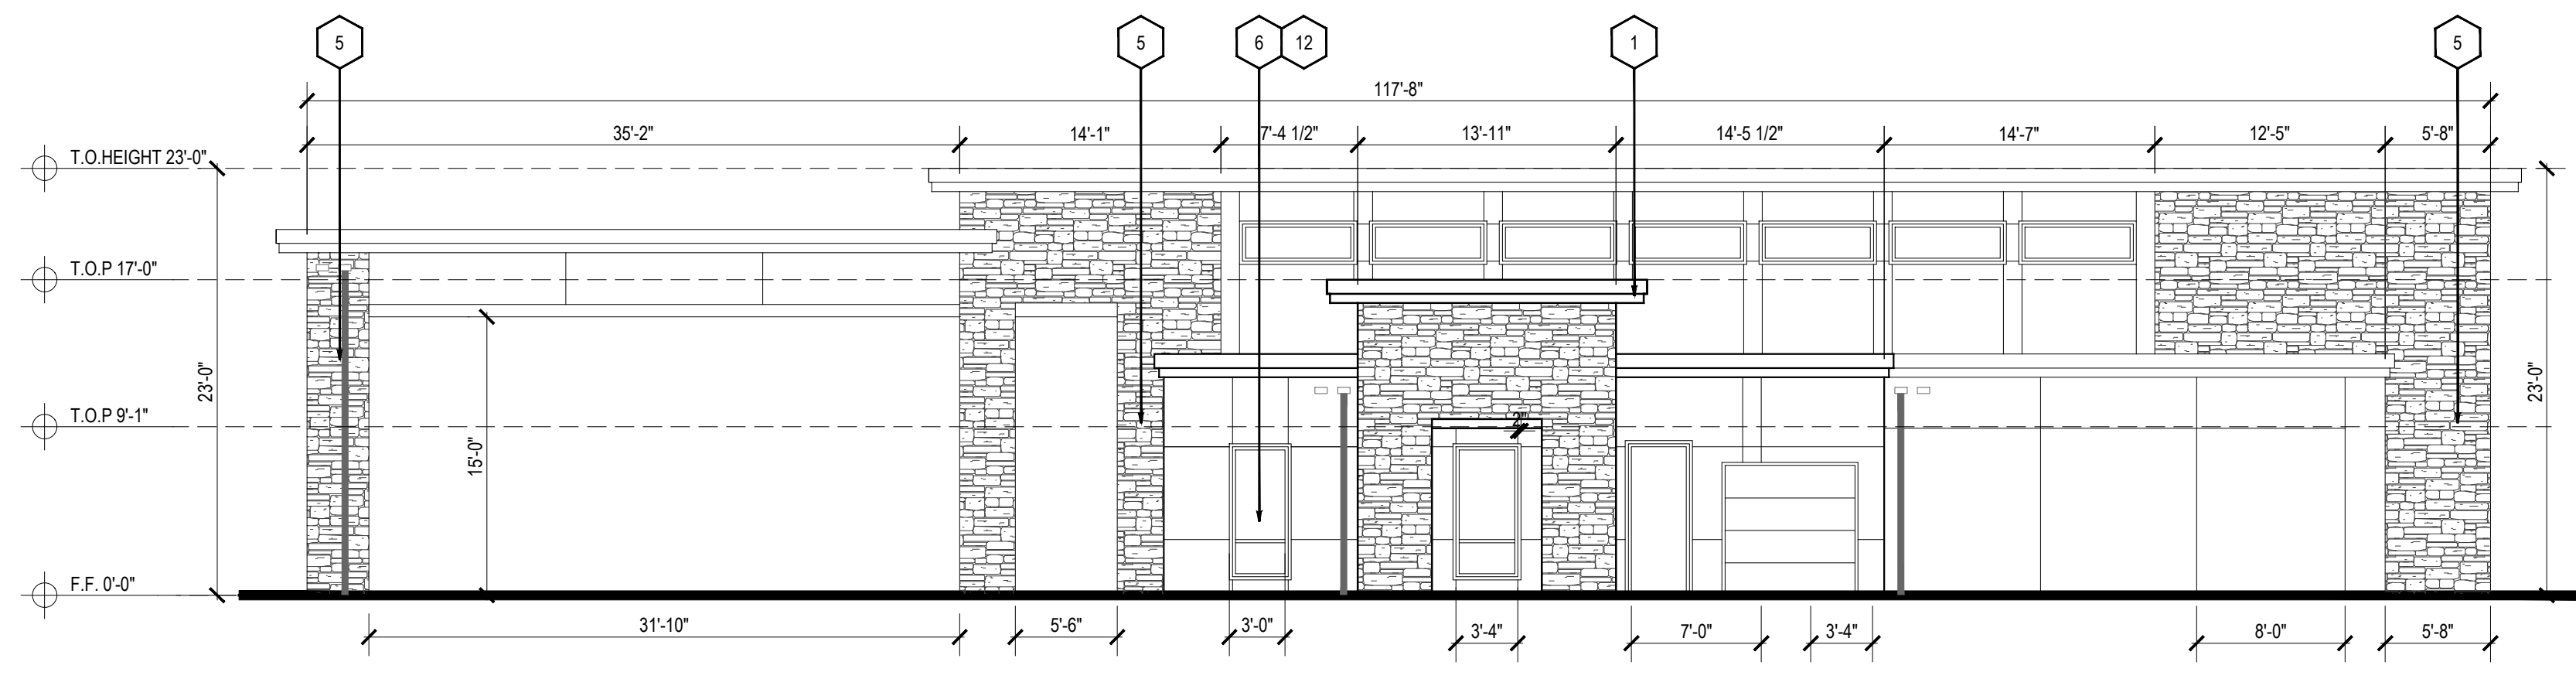 5 5 6 12 1 5
117'-8"
35'-2" 14'-1" 7'-4 1/2" 13'-11" 14'-5 1/2" 14'-7" 12'-5" 5'-8"
T.O.HEIGHT 23'-0"
T.O.P 17'-0"
23'-0" 23'-0"
T.O.P 9'-1"
2"
15'-0"
F.F. 0'-0"
31'-10" 5'-6" 3'-0" 3'-4" 7'-0" 3'-4" 8'-0" 5'-8"